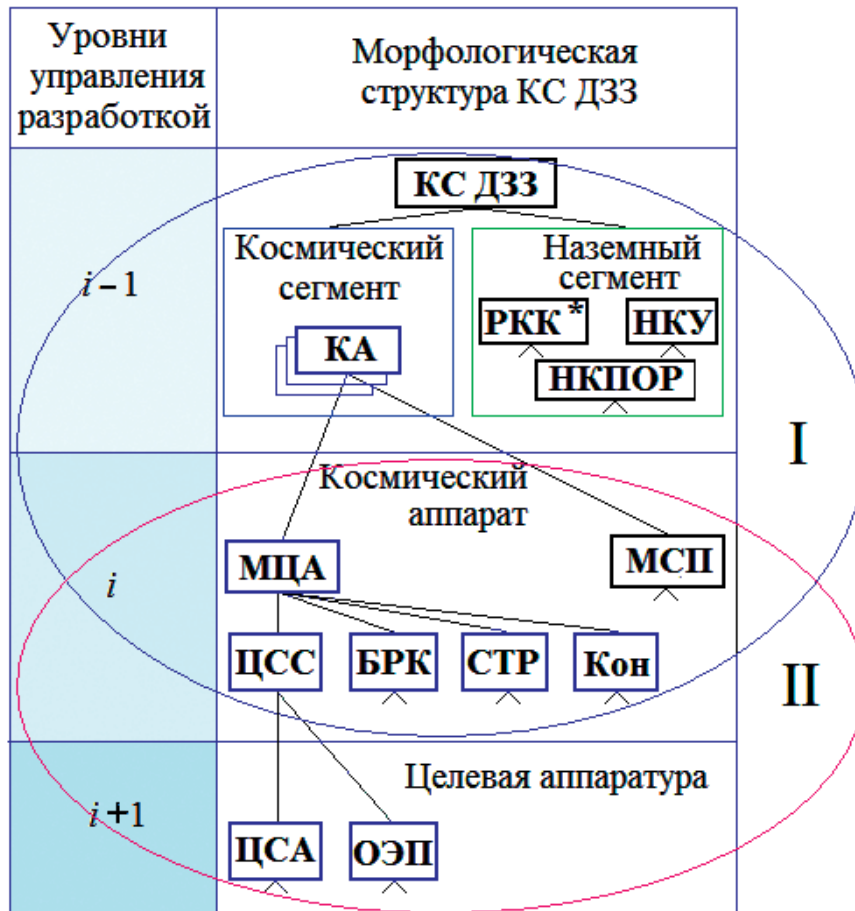 Уровни
управления
разработкой
Морфологическая
структура КС ДЗЗ
i–1
КС ДЗЗ
Космический
сегмент
КА
Наземный
сегмент
РКК*
НКУ
НКПОР
I
i
Космический
аппарат
МЦА
МСП
ЦСС
БРК
СТР
Кон
II
i+1
Целевая аппаратура
ЦСА
ОЭП